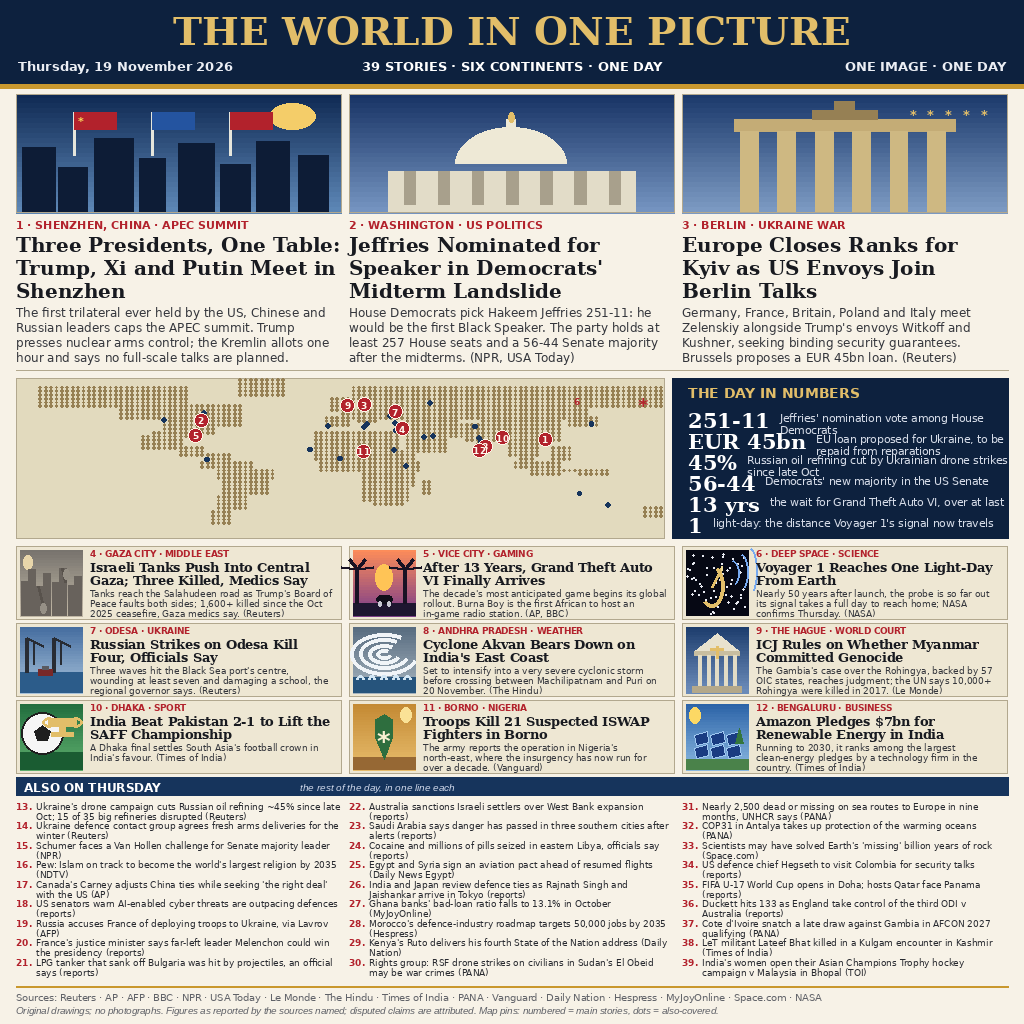 THE WORLD IN ONE PICTURE
Thursday, 19 November 2026
39 STORIES · SIX CONTINENTS · ONE DAY
ONE IMAGE · ONE DAY
1 · SHENZHEN, CHINA · APEC SUMMIT
Three Presidents, One Table:
Trump, Xi and Putin Meet in
Shenzhen
The first trilateral ever held by the US, Chinese and
Russian leaders caps the APEC summit. Trump
presses nuclear arms control; the Kremlin allots one
hour and says no full-scale talks are planned.
2 · WASHINGTON · US POLITICS
Jeffries Nominated for
Speaker in Democrats'
Midterm Landslide
House Democrats pick Hakeem Jeffries 251-11: he
would be the first Black Speaker. The party holds at
least 257 House seats and a 56-44 Senate majority
after the midterms. (NPR, USA Today)
3 · BERLIN · UKRAINE WAR
Europe Closes Ranks for
Kyiv as US Envoys Join
Berlin Talks
Germany, France, Britain, Poland and Italy meet
Zelenskiy alongside Trump's envoys Witkoff and
Kushner, seeking binding security guarantees.
Brussels proposes a EUR 45bn loan. (Reuters)
9 3 7 2 4 5 11 10 12 1 6
THE DAY IN NUMBERS
251-11 Jeffries' nomination vote among House
Democrats
EUR 45bn EU loan proposed for Ukraine, to be
repaid from reparations
45% Russian oil refining cut by Ukrainian drone strikes
since late Oct
56-44 Democrats' new majority in the US Senate
13 yrs the wait for Grand Theft Auto VI, over at last
1 light-day: the distance Voyager 1's signal now travels
4 · GAZA CITY · MIDDLE EAST
Israeli Tanks Push Into Central
Gaza; Three Killed, Medics Say
Tanks reach the Salahudeen road as Trump's Board of
Peace faults both sides; 1,600+ killed since the Oct
2025 ceasefire, Gaza medics say. (Reuters)
5 · VICE CITY · GAMING
After 13 Years, Grand Theft Auto
VI Finally Arrives
The decade's most anticipated game begins its global
rollout. Burna Boy is the first African to host an
in-game radio station. (AP, BBC)
6 · DEEP SPACE · SCIENCE
Voyager 1 Reaches One Light-Day
From Earth
Nearly 50 years after launch, the probe is so far out
its signal takes a full day to reach home; NASA
confirms Thursday. (NASA)
7 · ODESA · UKRAINE
Russian Strikes on Odesa Kill
Four, Officials Say
Three waves hit the Black Sea port's centre,
wounding at least seven and damaging a school, the
regional governor says. (Reuters)
8 · ANDHRA PRADESH · WEATHER
Cyclone Akvan Bears Down on
India's East Coast
Set to intensify into a very severe cyclonic storm
before crossing between Machilipatnam and Puri on
20 November. (The Hindu)
9 · THE HAGUE · WORLD COURT
ICJ Rules on Whether Myanmar
Committed Genocide
The Gambia's case over the Rohingya, backed by 57
OIC states, reaches judgment; the UN says 10,000+
Rohingya were killed in 2017. (Le Monde)
10 · DHAKA · SPORT
India Beat Pakistan 2-1 to Lift the
SAFF Championship
A Dhaka final settles South Asia's football crown in
India's favour. (Times of India)
11 · BORNO · NIGERIA
Troops Kill 21 Suspected ISWAP
Fighters in Borno
The army reports the operation in Nigeria's
north-east, where the insurgency has now run for
over a decade. (Vanguard)
12 · BENGALURU · BUSINESS
Amazon Pledges $7bn for
Renewable Energy in India
Running to 2030, it ranks among the largest
clean-energy pledges by a technology firm in the
country. (Times of India)
ALSO ON THURSDAY
the rest of the day, in one line each
13. Ukraine's drone campaign cuts Russian oil refining ~45% since late
Oct; 15 of 35 big refineries disrupted (Reuters)
14. Ukraine defence contact group agrees fresh arms deliveries for the
winter (Reuters)
15. Schumer faces a Van Hollen challenge for Senate majority leader
(NPR)
16. Pew: Islam on track to become the world's largest religion by 2035
(NDTV)
17. Canada's Carney adjusts China ties while seeking 'the right deal'
with the US (AP)
18. US senators warn AI-enabled cyber threats are outpacing defences
(reports)
19. Russia accuses France of deploying troops to Ukraine, via Lavrov
(AFP)
20. France's justice minister says far-left leader Melenchon could win
the presidency (reports)
21. LPG tanker that sank off Bulgaria was hit by projectiles, an official
says (reports)
22. Australia sanctions Israeli settlers over West Bank expansion
(reports)
23. Saudi Arabia says danger has passed in three southern cities after
alerts (reports)
24. Cocaine and millions of pills seized in eastern Libya, officials say
(reports)
25. Egypt and Syria sign an aviation pact ahead of resumed flights
(Daily News Egypt)
26. India and Japan review defence ties as Rajnath Singh and
Jaishankar arrive in Tokyo (reports)
27. Ghana banks' bad-loan ratio falls to 13.1% in October
(MyJoyOnline)
28. Morocco's defence-industry roadmap targets 50,000 jobs by 2035
(Hespress)
29. Kenya's Ruto delivers his fourth State of the Nation address (Daily
Nation)
30. Rights group: RSF drone strikes on civilians in Sudan's El Obeid
may be war crimes (PANA)
31. Nearly 2,500 dead or missing on sea routes to Europe in nine
months, UNHCR says (PANA)
32. COP31 in Antalya takes up protection of the warming oceans
(PANA)
33. Scientists may have solved Earth's 'missing' billion years of rock
(Space.com)
34. US defence chief Hegseth to visit Colombia for security talks
(reports)
35. FIFA U-17 World Cup opens in Doha; hosts Qatar face Panama
(reports)
36. Duckett hits 133 as England take control of the third ODI v
Australia (reports)
37. Cote d'Ivoire snatch a late draw against Gambia in AFCON 2027
qualifying (PANA)
38. LeT militant Lateef Bhat killed in a Kulgam encounter in Kashmir
(Times of India)
39. India's women open their Asian Champions Trophy hockey
campaign v Malaysia in Bhopal (TOI)
Sources: Reuters · AP · AFP · BBC · NPR · USA Today · Le Monde · The Hindu · Times of India · PANA · Vanguard · Daily Nation · Hespress · MyJoyOnline · Space.com · NASA
Original drawings; no photographs. Figures as reported by the sources named; disputed claims are attributed. Map pins: numbered = main stories, dots = also-covered.